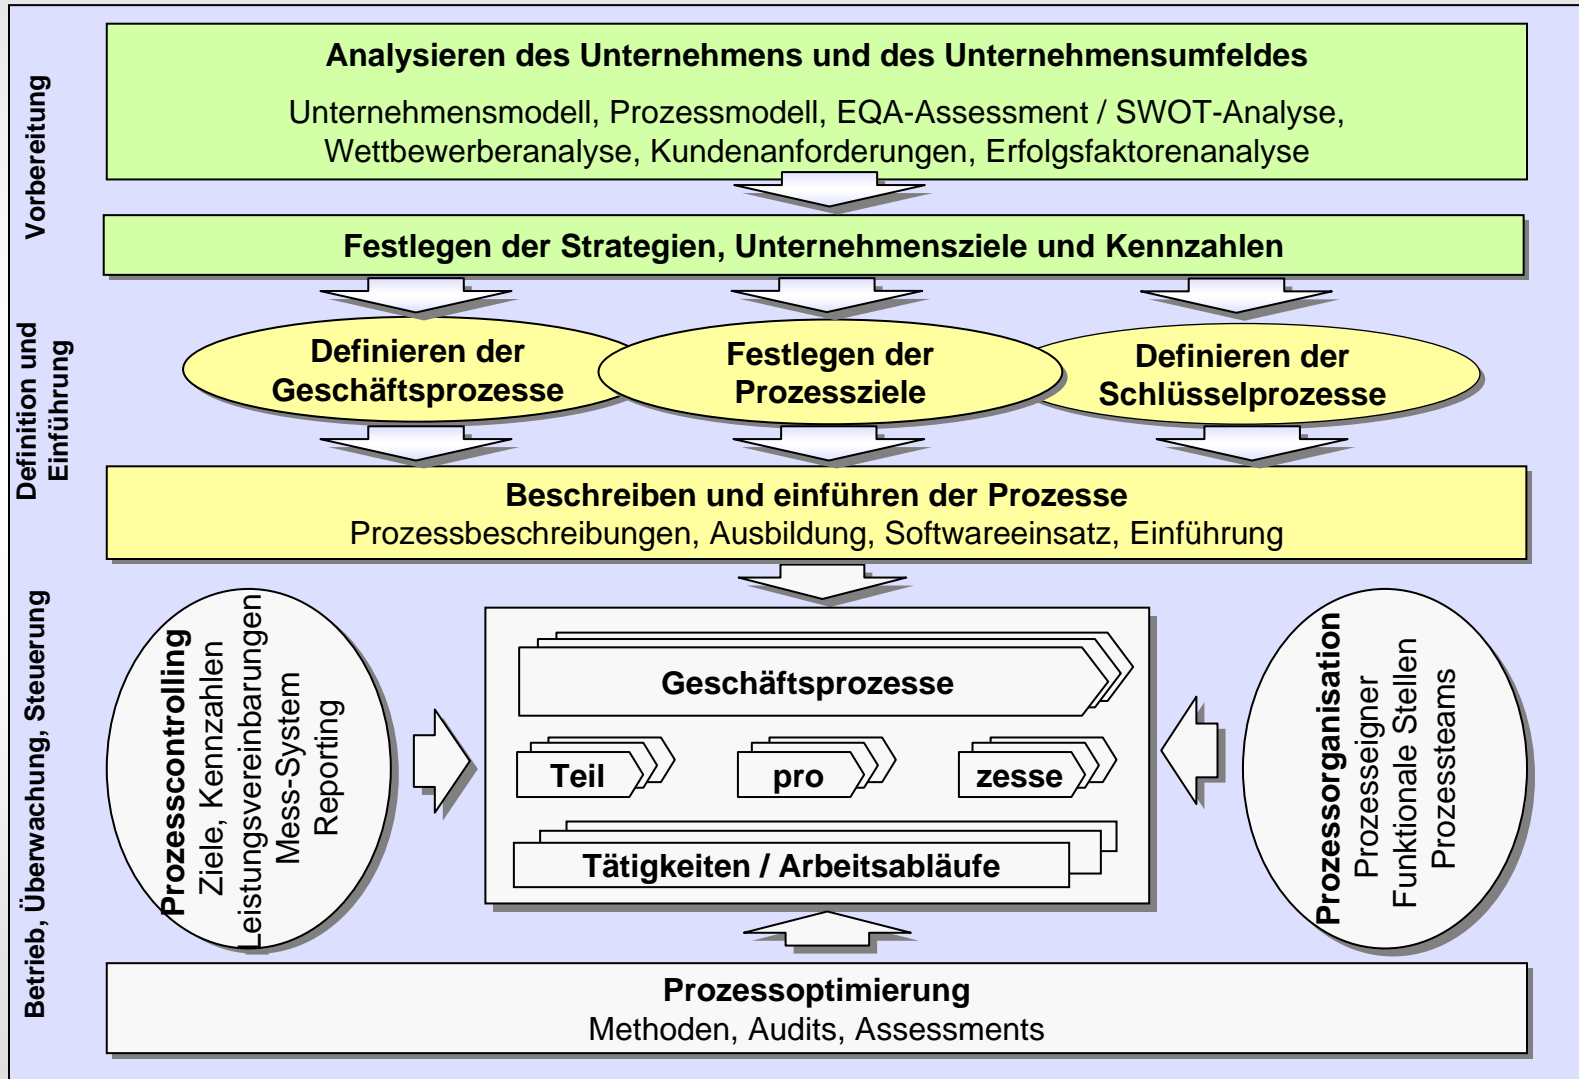 Vorbereitung
Analysieren des Unternehmens und des Unternehmensumfeldes
Unternehmensmodell, Prozessmodell, EQA-Assessment / SWOT-Analyse,
Wettbewerberanalyse, Kundenanforderungen, Erfolgsfaktorenanalyse
Festlegen der Strategien, Unternehmensziele und Kennzahlen
Definition und
Einführung
Definieren der
Geschäftsprozesse
Festlegen der
Prozessziele
Definieren der
Schlüsselprozesse
Beschreiben und einführen der Prozesse
Prozessbeschreibungen, Ausbildung, Softwareeinsatz, Einführung
Betrieb, Überwachung, Steuerung
Prozesscontrolling
Ziele, Kennzahlen
Leistungsvereinbarungen
Mess-System
Reporting
Geschäftsprozesse
Teil pro zesse
Tätigkeiten / Arbeitsabläufe
Prozessorganisation
Prozesseigner
Funktionale Stellen
Prozessteams
Prozessoptimierung
Methoden, Audits, Assessments